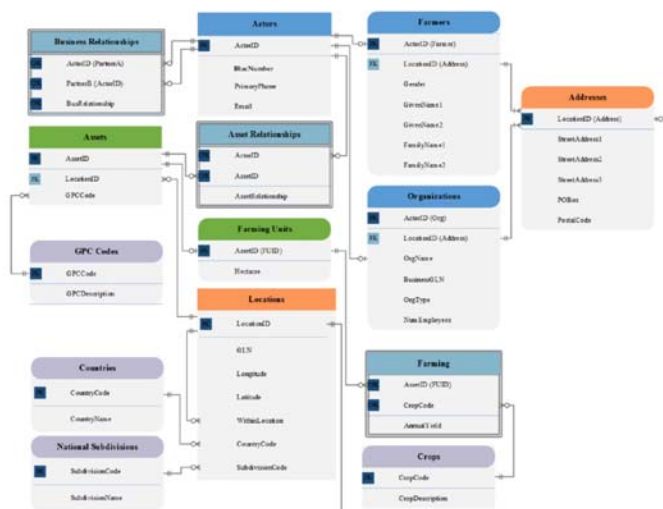 Business Relationships
ActorID (PartnerA)
PartnerB (ActorID)
BusRelationship
Actors
ActorID
PrimaryPhone
Email
Farmers
ActorID (Farmer)
LocationID (Address)
Gender
GivenName1
GivenName2
FamilyName1
FamilyName2
Addresses
LocationID (Address)
StreetAddress1
StreetAddress2
StreetAddress3
POBox
PostalCode
Assets
AssetID
LocationID
GPCCode
Asset Relationships
ActorID
AssetID
AssetRelationship
Organizations
ActorID (Org)
LocationID (Address)
OrgName
BusinessGLN
OrgType
NumEmployees
Farming Units
AssetID (FUID)
Hectares
GPC Codes
GPCCode
GPCDescription
Locations
LocationID
GLN
Longitude
Latitude
WithinLocation
CountryCode
SubdivisionCode
Countries
CountryCode
CountryName
National Subdivisions
SubdivisionCode
SubdivisionName
Farming
AssetID (FUID)
CropCode
AnnualYield
Crops
CropCode
CropDescription